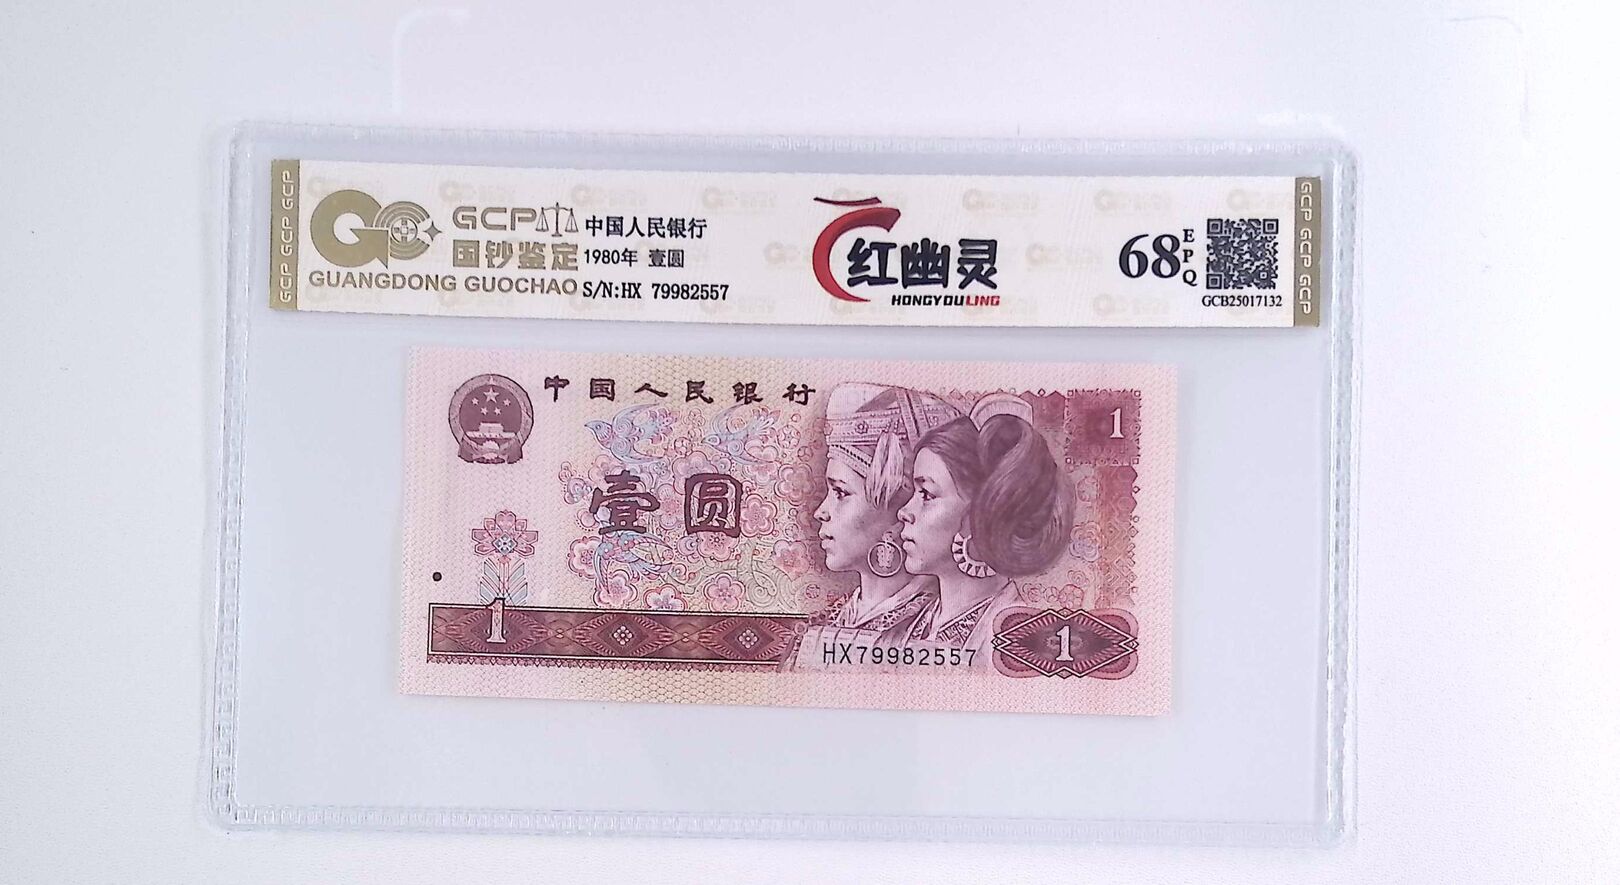 GCP GCP GCP
GCP
国钞鉴定
GUANGDONG GUOCHAO
中国人民银行
1980年 壹圆
S/N:HX 79982557
红幽灵
HONGYOULING
68 EPQ
GCB25017132
GCP GCP GCP
中国人民银行
1
壹圆
1
HX79982557
1